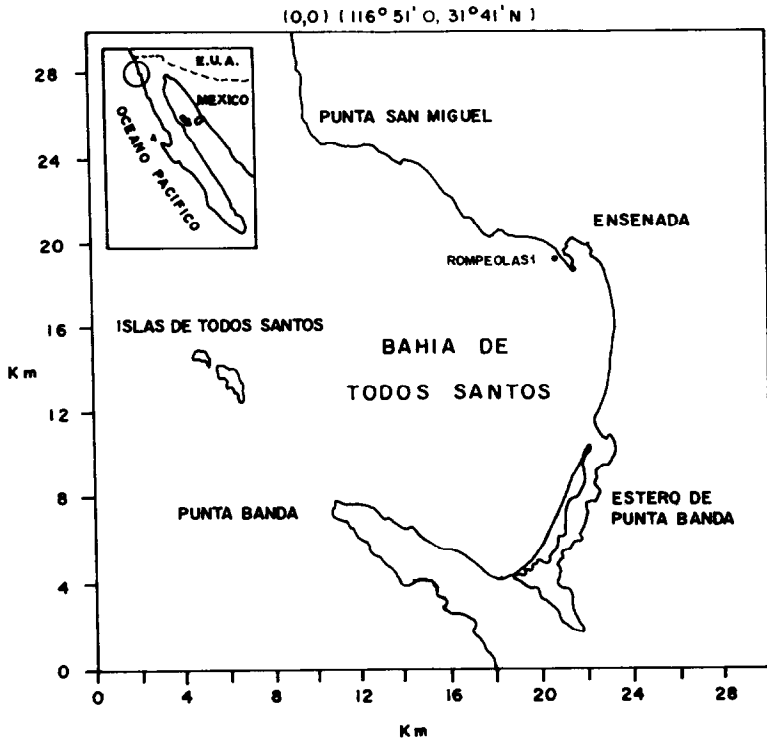 (0,0) (116° 51' O, 31° 41' N)
E.U.A.
MEXICO
OCEANO PACIFICO
PUNTA SAN MIGUEL
ENSENADA
ROMPEOLAS 1
ISLAS DE TODOS SANTOS
BAHIA DE
TODOS SANTOS
PUNTA BANDA
ESTERO DE
PUNTA BANDA
28
24
20
16
Km
12
8
4
0
0 4 8 12 16 20 24 28
Km